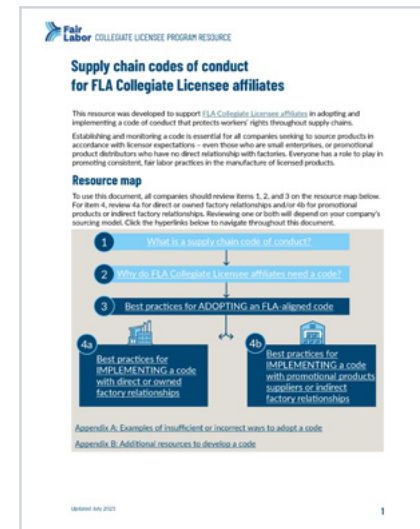 Fair
Labor COLLEGIATE LICENSEE PROGRAM RESOURCE
Supply chain codes of conduct
for FLA Collegiate Licensee affiliates
This resource was developed to support FLA Collegiate Licensee affiliates in adopting and
implementing a code of conduct that protects workers' rights throughout supply chains.
Establishing and monitoring a code is essential for all companies seeking to source products in
accordance with licensor expectations – even those who are small enterprises, or promotional
product distributors who have no direct relationship with factories. Everyone has a role to play in
promoting consistent, fair labor practices in the manufacture of licensed products.
Resource map
To use this document, all companies should review items 1, 2, and 3 on the resource map below.
For item 4, review 4a for direct or owned factory relationships and/or 4b for promotional
products or indirect factory relationships. Reviewing one or both will depend on your company's
sourcing model. Click the hyperlinks below to navigate throughout this document.
1 What is a supply chain code of conduct?
2 Why do FLA Collegiate Licensee affiliates need a code?
3 Best practices for ADOPTING an FLA-aligned code
4a
Best practices for
IMPLEMENTING a code
with direct or owned
factory relationships
4b
Best practices for
IMPLEMENTING a code
with promotional products
suppliers or indirect
factory relationships
Appendix A: Examples of insufficient or incorrect ways to adopt a code
Appendix B: Additional resources to develop a code
Updated July 2023 1